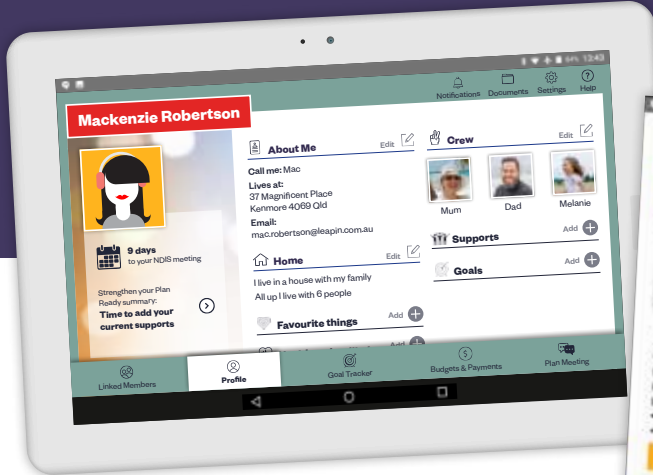 64% 12:43
Notifications Documents Settings Help
Mackenzie Robertson
9 days
to your NDIS meeting
Strengthen your Plan
Ready summary:
Time to add your
current supports
About Me Edit
Call me: Mac
Lives at:
37 Magnificent Place
Kenmore 4069 Qld
Email:
mac.robertson@leapin.com.au
Home Edit
I live in a house with my family
All up I live with 6 people
Favourite things Add
Add
Crew Edit
Mum Dad Melanie
Supports Add
Goals Add
Linked Members Profile Goal Tracker Budgets & Payments Plan Meeting